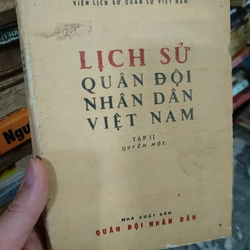 VIỆN LỊCH SỬ QUÂN SỰ VIỆT NAM
LỊCH SỬ
QUÂN ĐỘI
NHÂN DÂN
VIỆT NAM
TẬP II
QUYỂN MỘT
NHÀ XUẤT BẢN
QUÂN ĐỘI NHÂN DÂN